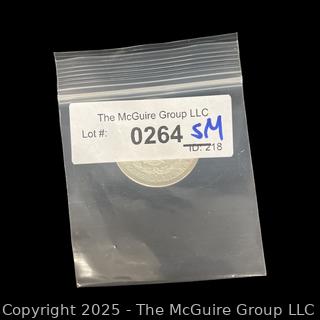 The McGuire Group LLC
Lot #: 0264 SM
ID: 218
Copyright 2025 - The McGuire Group LLC